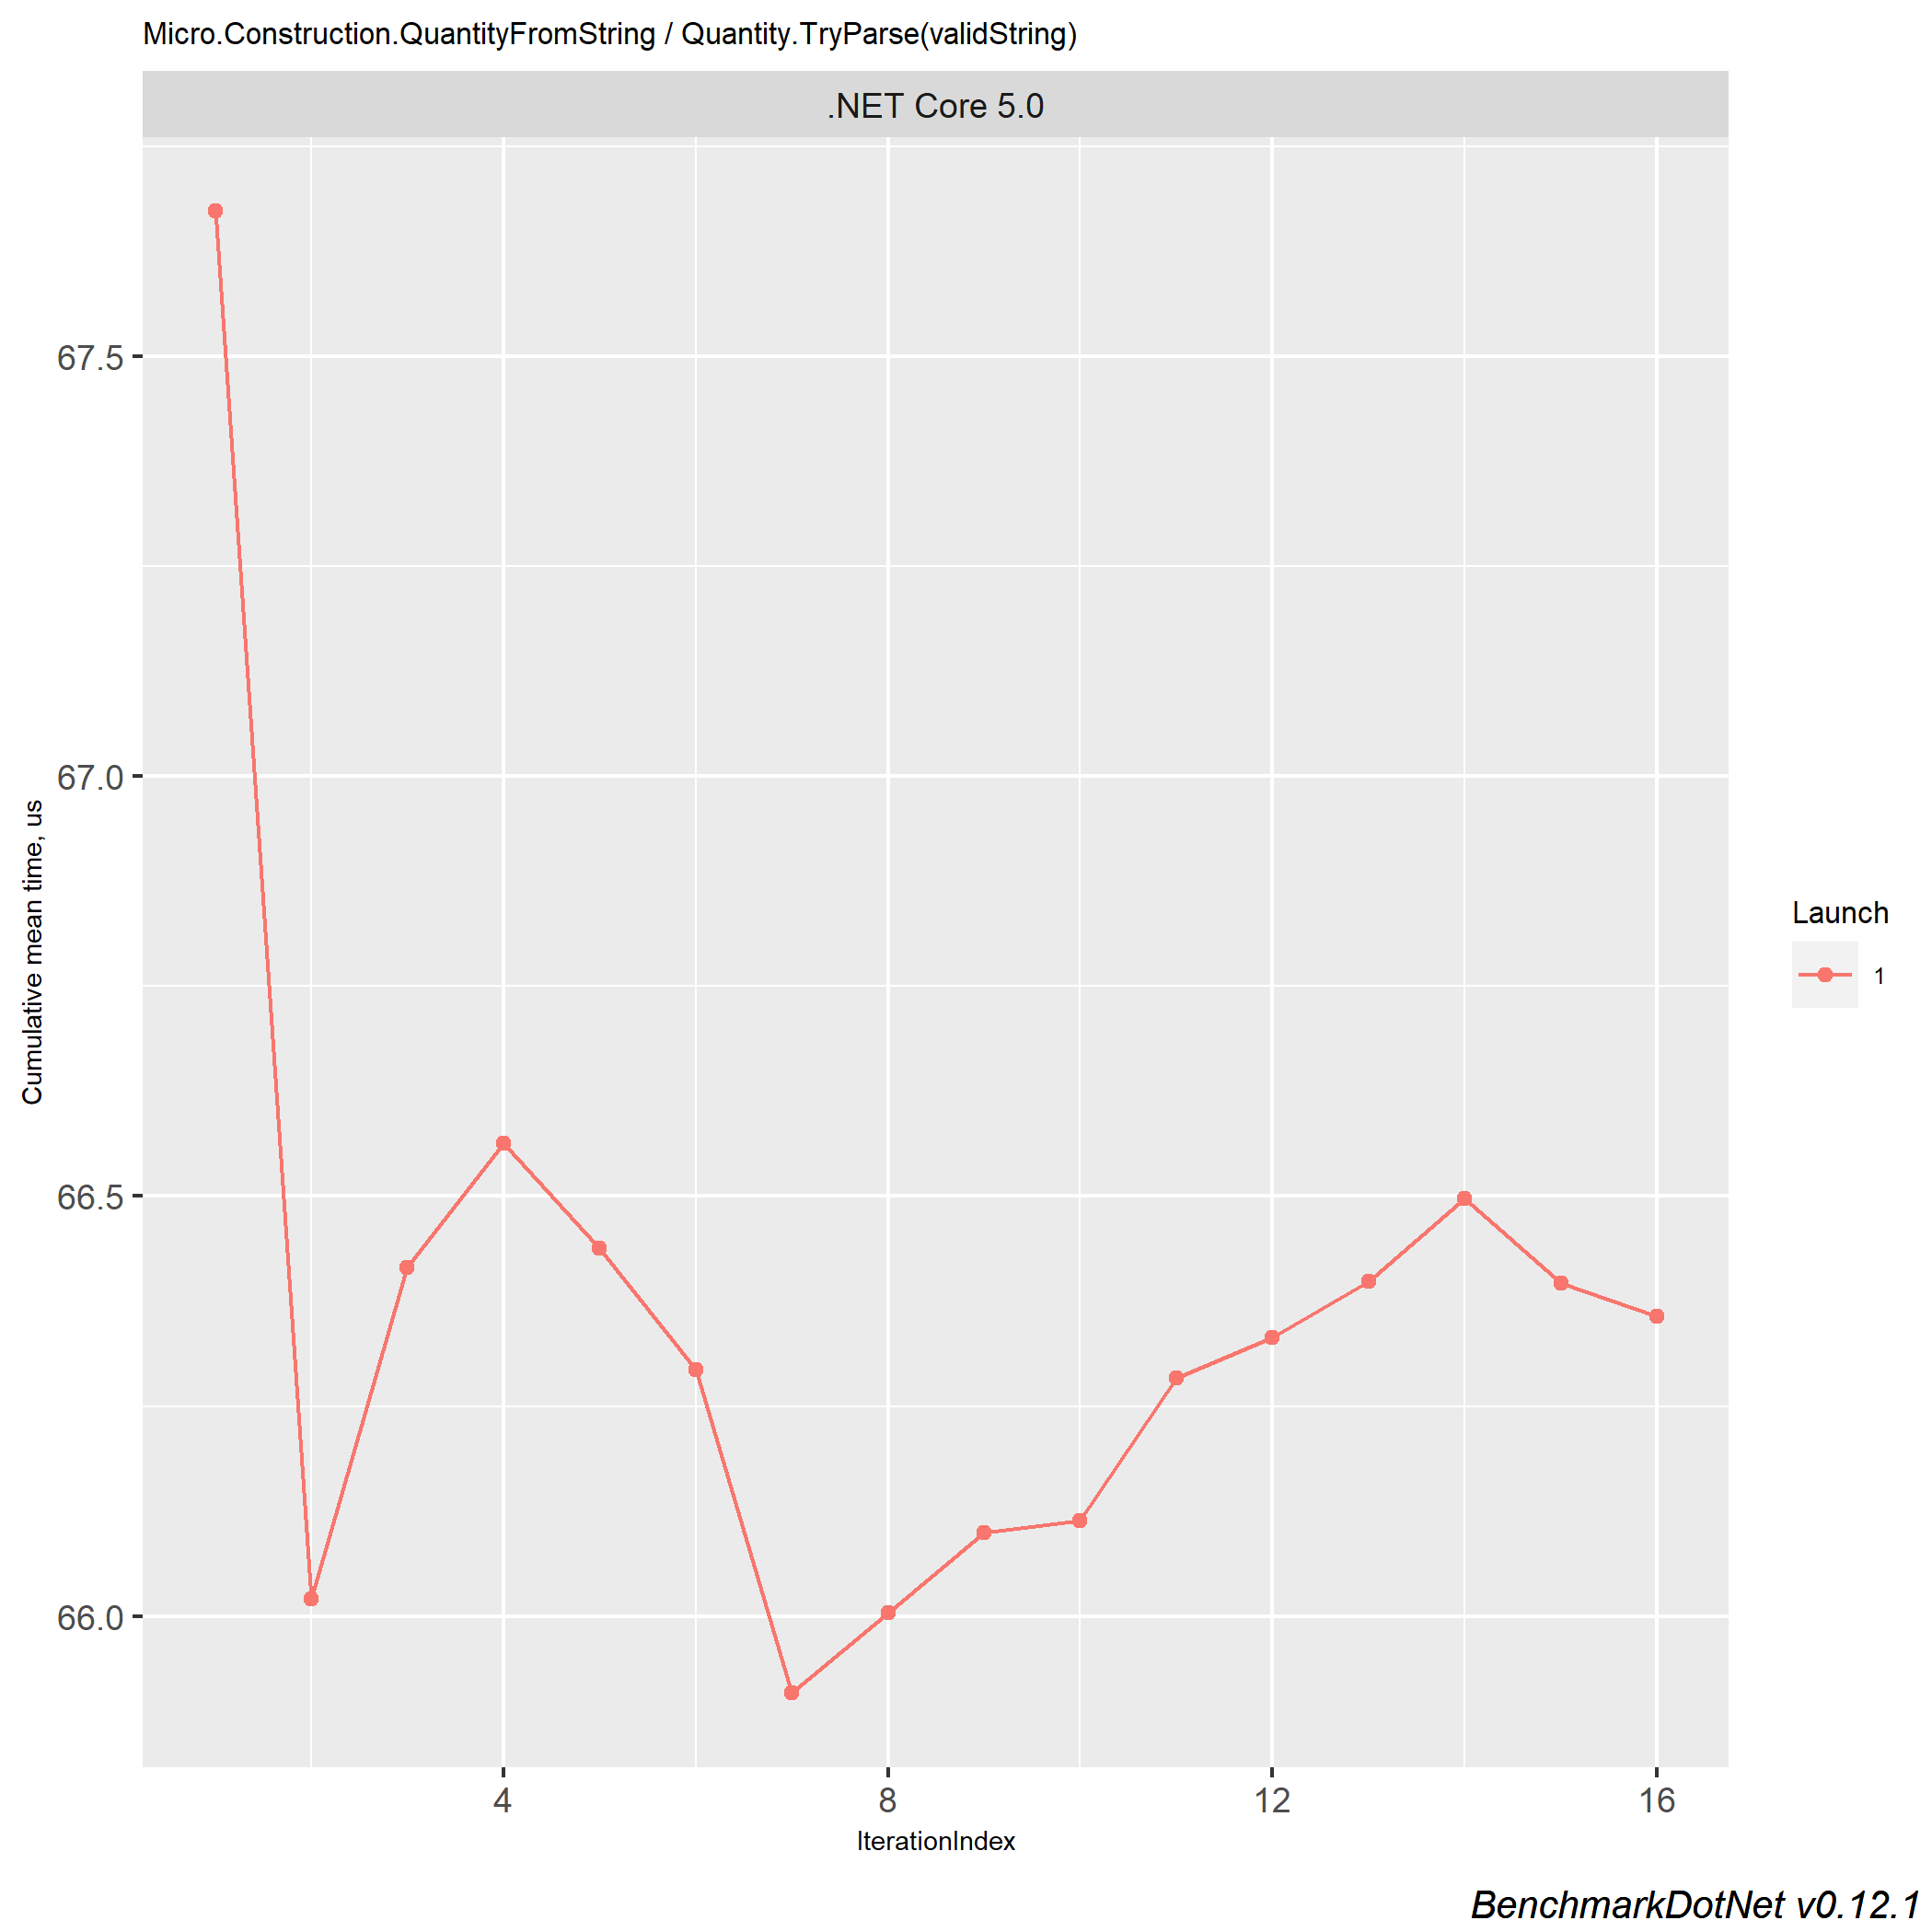 Micro.Construction.QuantityFromString / Quantity.TryParse(validString)
.NET Core 5.0
67.5
67.0
66.5
66.0
Cumulative mean time, us
4
8
12
16
IterationIndex
Launch
1
BenchmarkDotNet v0.12.1